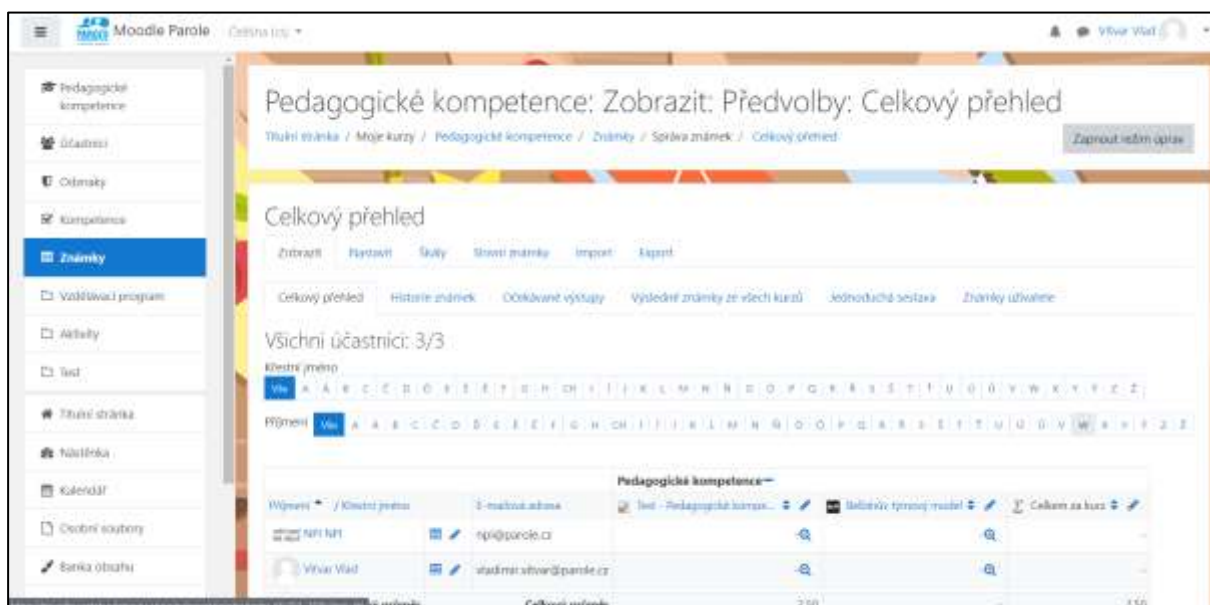 Moodle Parole
Vitvar Vlad
Pedagogické
kompetence
Účastníci
Odznaky
Kompetence
Známky
Vzdělávací program
Aktivity
Test
Titulní stránka
Nástěnka
Kalendář
Osobní soubory
Banka obsahu
Pedagogické kompetence: Zobrazit: Předvolby: Celkový přehled
Titulní stránka / Moje kurzy / Pedagogické kompetence / Známky / Správa známek / Celkový přehled
Zapnout režim úprav
Celkový přehled
Zobrazit Nastavit Škály Slovní známky Import Export
Celkový přehled Historie známek Očekávané výstupy Výsledné známky ze všech kurzů Jednoduchá sestava Známky uživatele
Všichni účastníci: 3/3
Křestní jméno
Vše
Příjmení Vše
Pedagogické kompetence
Příjmení / Křestní jméno E-mailová adresa Test - Pedagogické kompe... Belbinův týmový model Celkem za kurz
NPI NPI npi@parole.cz
Vitvar Vlad vladimir.vitvar@parole.cz